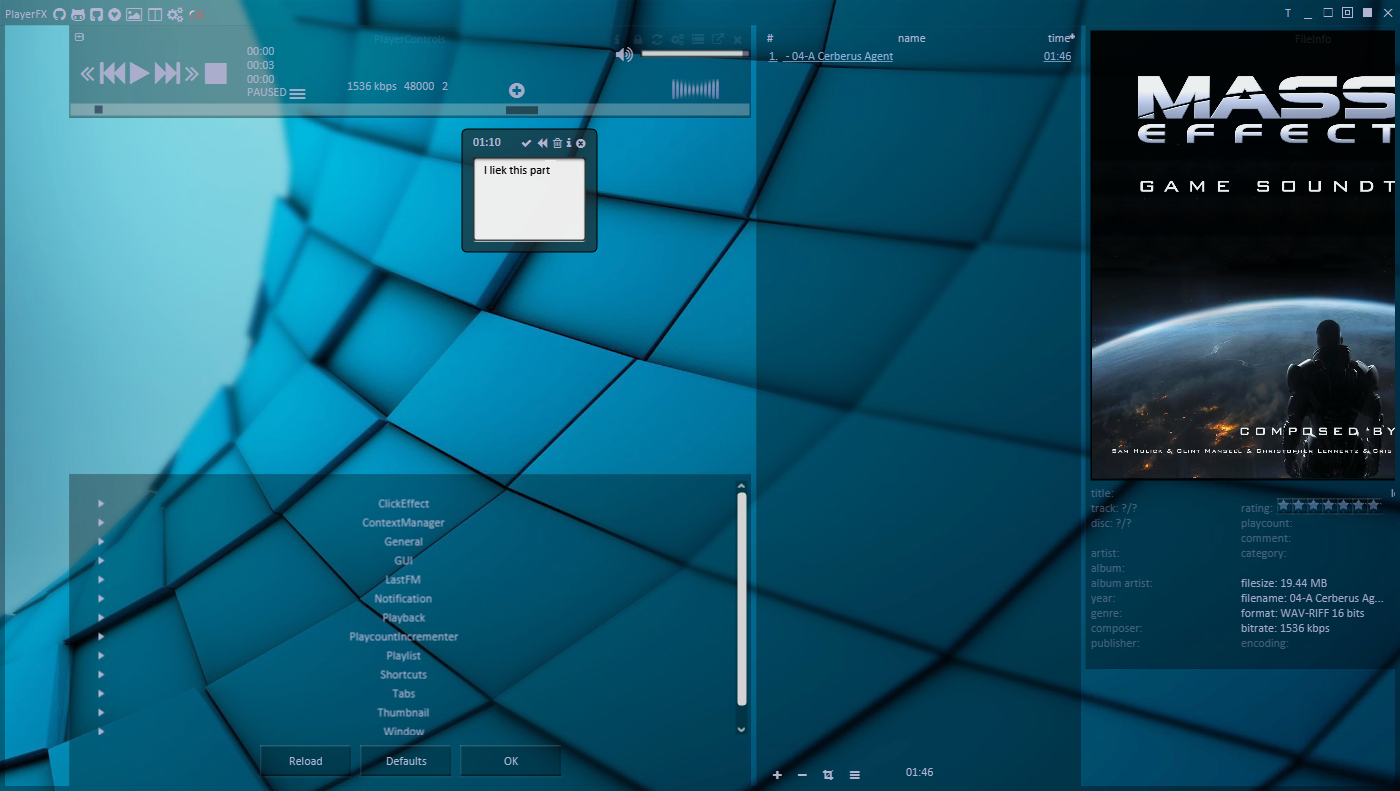 PlayerFX
T
PlayerControls
00:00
00:03
00:00
PAUSED
1536 kbps 48000 2
01:10
I liek this part
# name time
1. - 04-A Cerberus Agent 01:46
01:46
FileInfo
MASS
EFFECT
GAME SOUNDT
COMPOSED BY
SAM HULICK & CLINT MANSELL & CHRISTOPHER LENNERTZ & CRIS
title:
track: ?/?
disc: ?/?
artist:
album:
album artist:
year:
genre:
composer:
publisher:
rating:
playcount:
comment:
category:
filesize: 19.44 MB
filename: 04-A Cerberus Ag...
format: WAV-RIFF 16 bits
bitrate: 1536 kbps
encoding:
ClickEffect
ContextManager
General
GUI
LastFM
Notification
Playback
PlaycountIncrementer
Playlist
Shortcuts
Tabs
Thumbnail
Window
Reload Defaults OK